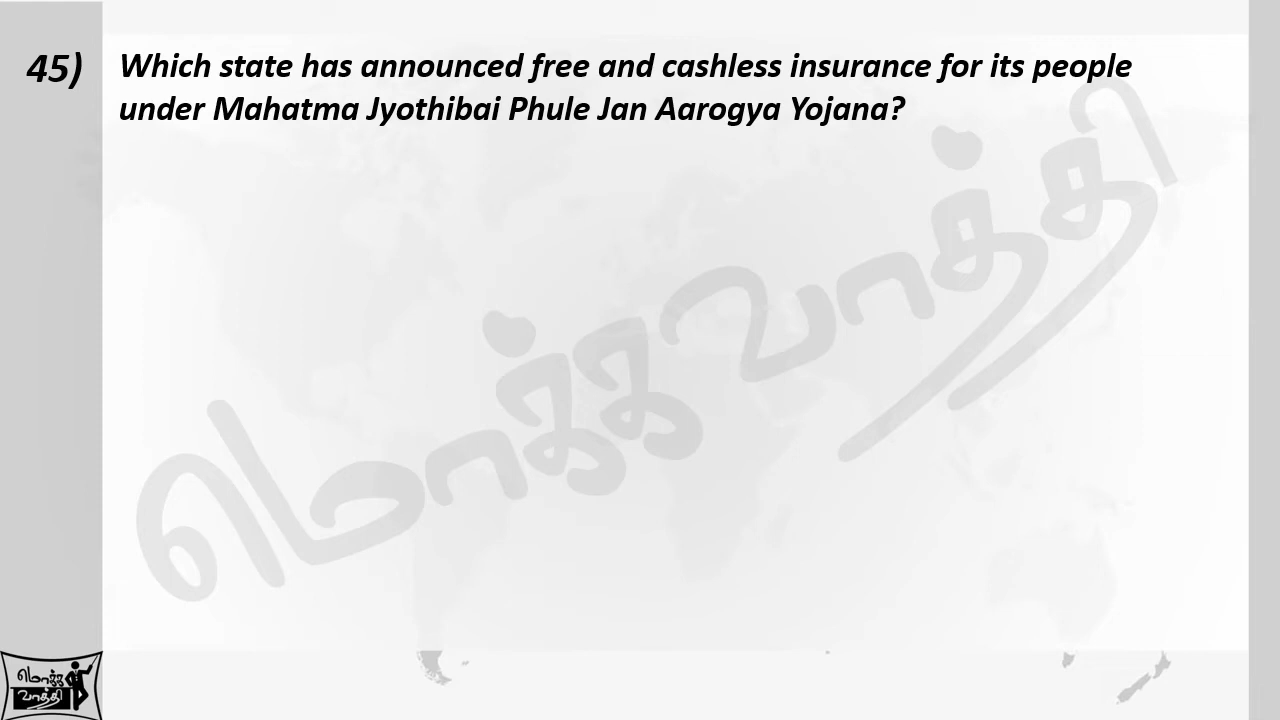 45) Which state has announced free and cashless insurance for its people
under Mahatma Jyothibai Phule Jan Aarogya Yojana?
மொக்க வாத்தி
மொக்க
வாத்தி